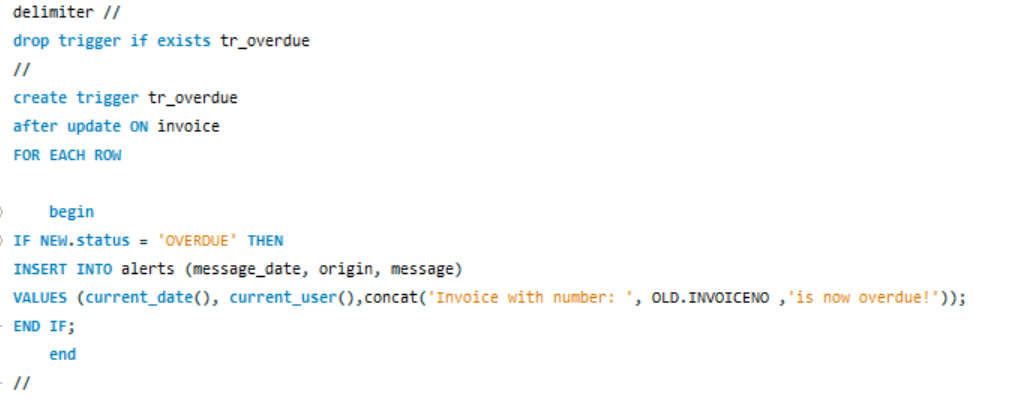 delimiter //
drop trigger if exists tr_overdue
//
create trigger tr_overdue
after update ON invoice
FOR EACH ROW
begin
IF NEW.status = 'OVERDUE' THEN
INSERT INTO alerts (message_date, origin, message)
VALUES (current_date(), current_user(),concat('Invoice with number: ', OLD.INVOICENO ,'is now overdue!'));
END IF;
end
//